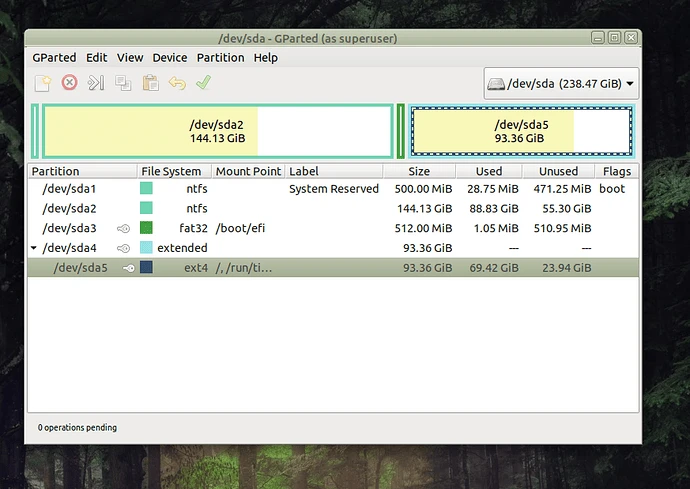 /dev/sda - GParted (as superuser)
GParted Edit View Device Partition Help
/dev/sda (238.47 GiB)
/dev/sda2
144.13 GiB
/dev/sda5
93.36 GiB
Partition File System Mount Point Label Size Used Unused Flags
/dev/sda1 ntfs System Reserved 500.00 MiB 28.75 MiB 471.25 MiB boot
/dev/sda2 ntfs 144.13 GiB 88.83 GiB 55.30 GiB
/dev/sda3 fat32 /boot/efi 512.00 MiB 1.05 MiB 510.95 MiB
/dev/sda4 extended 93.36 GiB --- ---
/dev/sda5 ext4 /, /run/ti... 93.36 GiB 69.42 GiB 23.94 GiB
0 operations pending